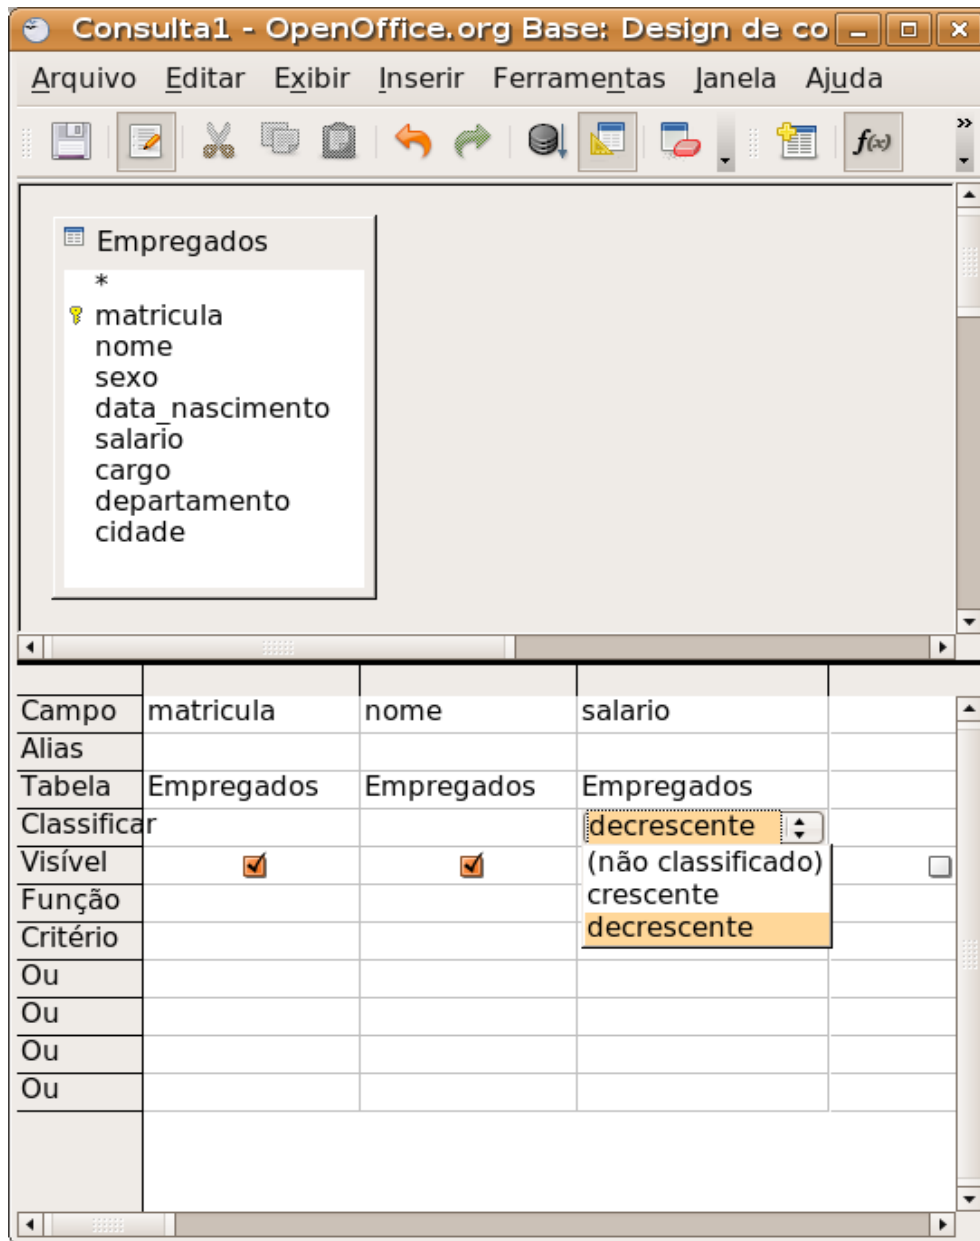 Consulta1 - OpenOffice.org Base: Design de co
Arquivo Editar Exibir Inserir Ferramentas Janela Ajuda
f(x) »
Empregados
*
matricula
nome
sexo
data_nascimento
salario
cargo
departamento
cidade
Campo matricula nome salario
Alias
Tabela Empregados Empregados Empregados
Classificar decrescente
Visível (não classificado)
crescente
Função
decrescente
Critério
Ou
Ou
Ou
Ou